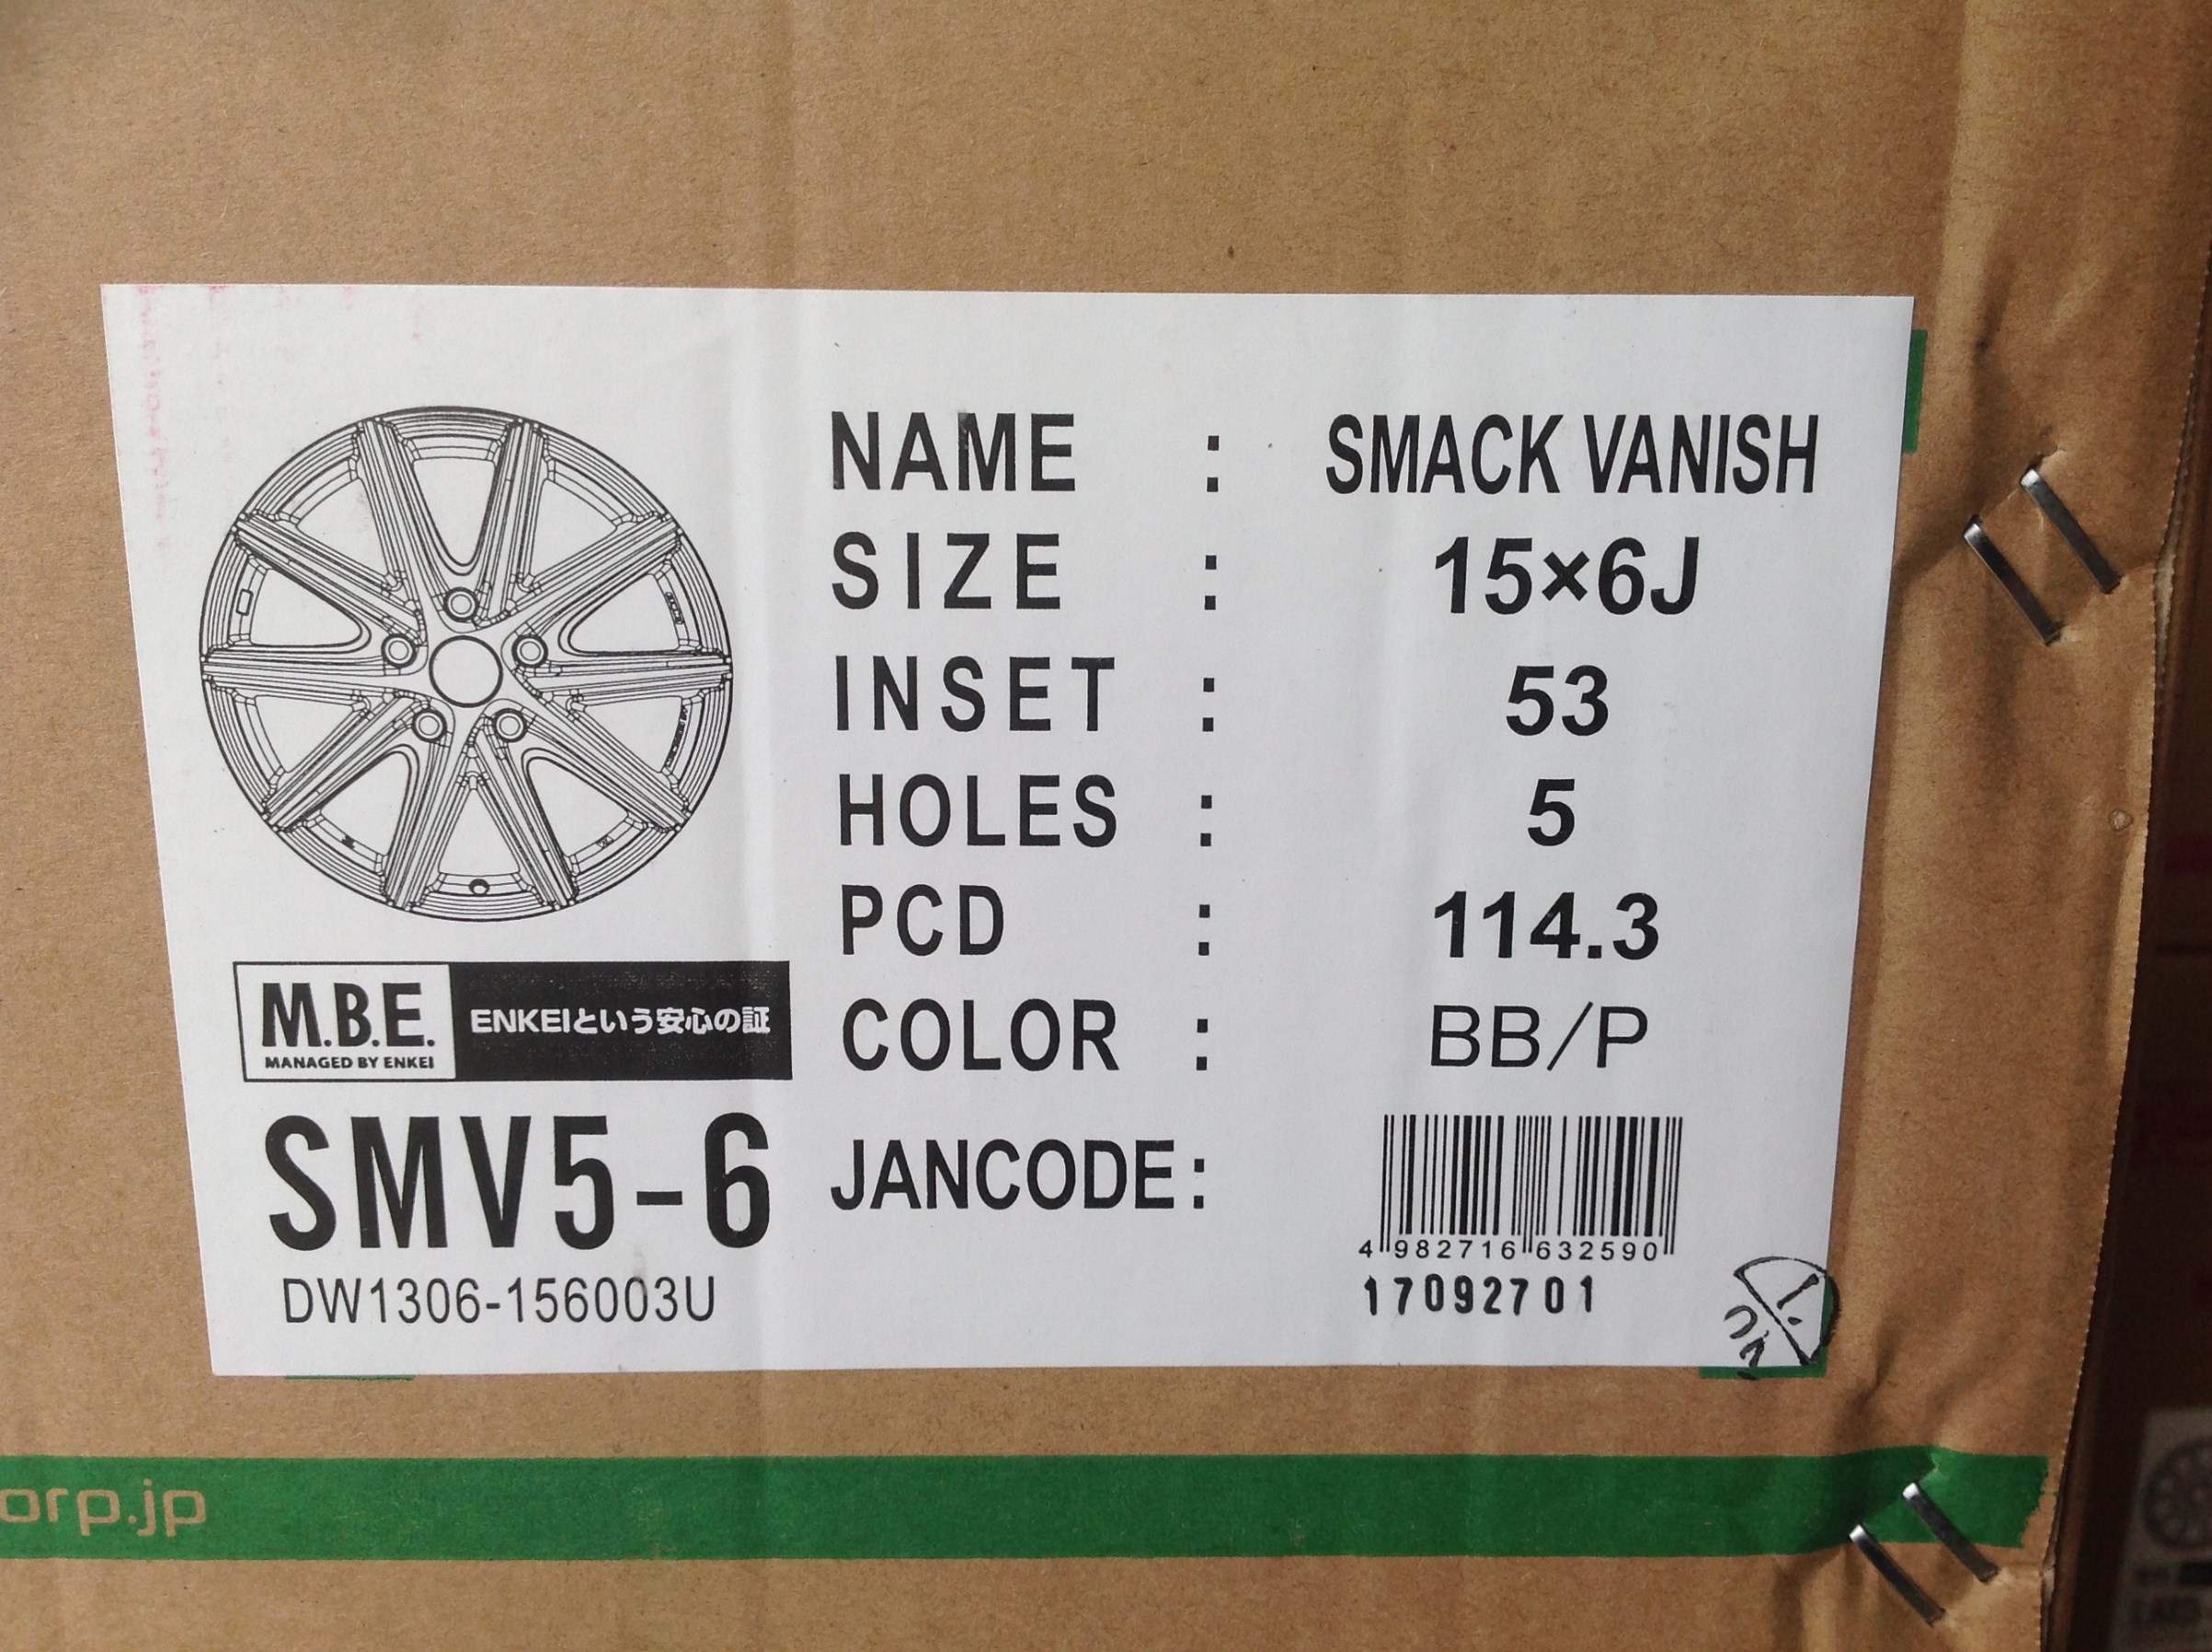 NAME : SMACK VANISH
SIZE : 15×6J
INSET : 53
HOLES : 5
PCD : 114.3
COLOR : BB/P
JANCODE:
4 982716 632590
17092701
M.B.E.
MANAGED BY ENKEI
ENKEIという安心の証
SMV5-6
DW1306-156003U
orp.jp